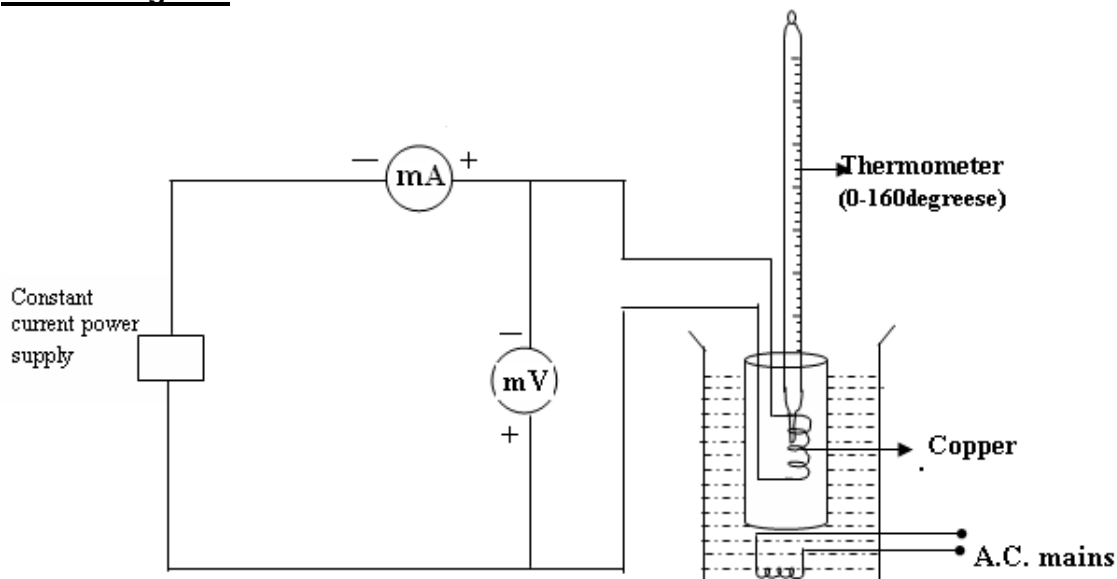 — mA +
Thermometer
(0-160degreese)
Constant
current power
supply
—
mV
+
Copper
.
A.C. mains